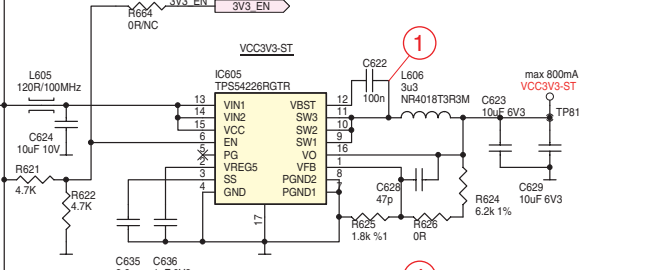 R664
0R/NC
3V3_EN
3V3_EN
VCC3V3-ST
1
C622
100n
L606
3u3
NR4018T3R3M
max 800mA
VCC3V3-ST
C623
10uF 6V3
TP81
L605
120R/100MHz
C624
10uF 10V
IC605
TPS54226RGTR
13 VIN1 VBST 12
14 VIN2 SW3 11
15 VCC SW2 10
6 EN SW1 9
5 PG VO 16
2 VREG5 VFB 1
3 SS PGND2 8
4 GND PGND1 7
17
R621
4.7K
R622
4.7K
C628
47p
R624
6.2k 1%
C629
10uF 6V3
R625
1.8k %1
R626
0R
C635
C636